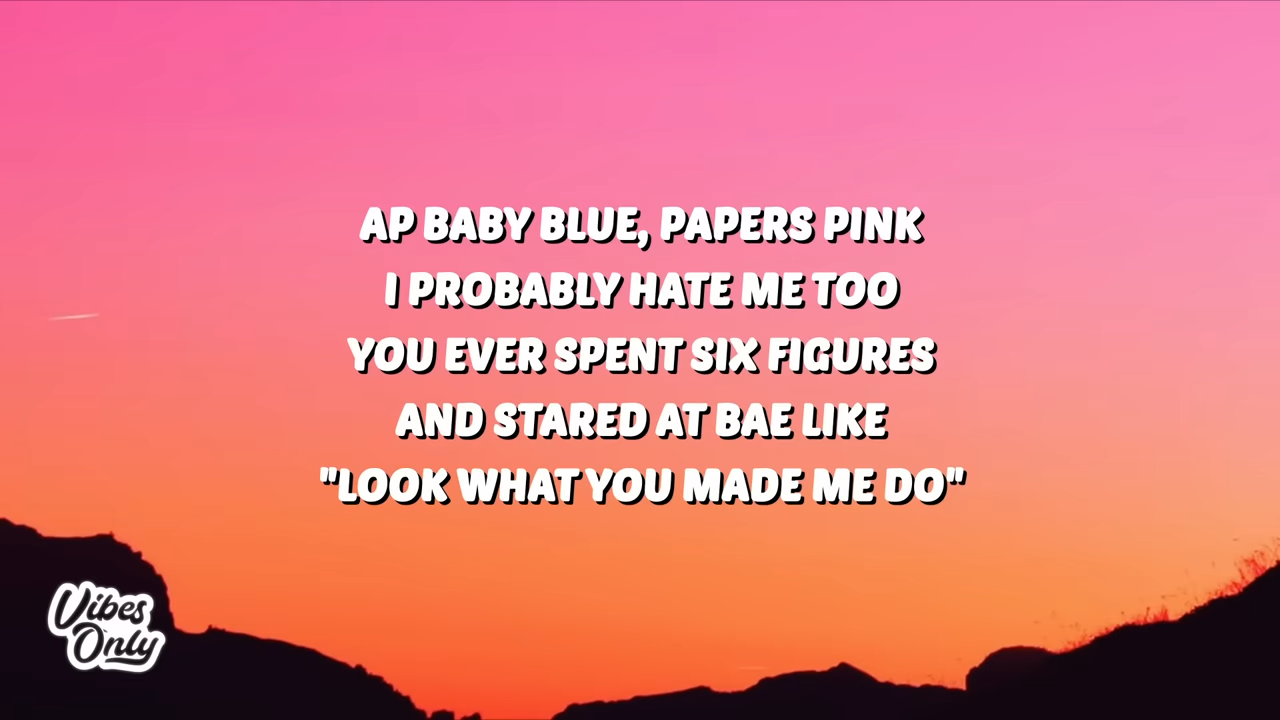 AP BABY BLUE, PAPERS PINK
I PROBABLY HATE ME TOO
YOU EVER SPENT SIX FIGURES
AND STARED AT BAE LIKE
"LOOK WHAT YOU MADE ME DO"
Vibes
Only